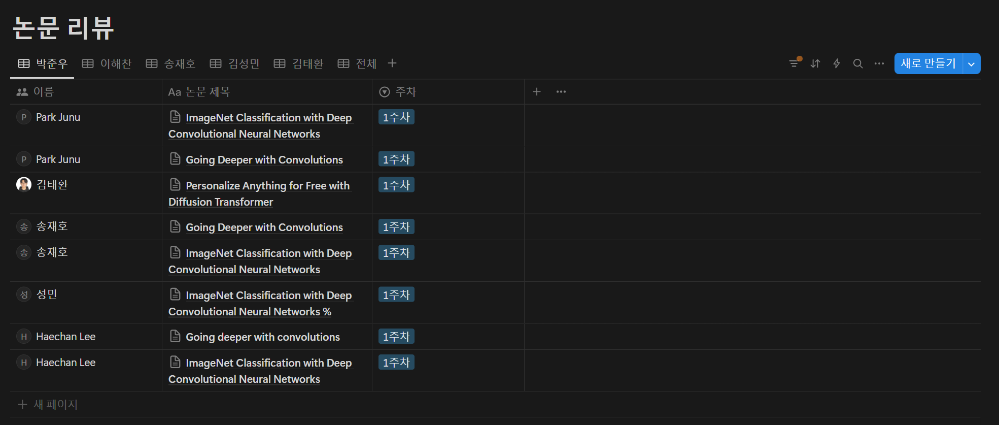 논문 리뷰
박준우 이해찬 송재호 김성민 김태환 전체 +
새로 만들기
이름 Aa 논문 제목 주차 + •••
P Park Junu ImageNet Classification with Deep 1주차
Convolutional Neural Networks
P Park Junu Going Deeper with Convolutions 1주차
김태환 Personalize Anything for Free with 1주차
Diffusion Transformer
송 송재호 Going Deeper with Convolutions 1주차
송 송재호 ImageNet Classification with Deep 1주차
Convolutional Neural Networks
성 성민 ImageNet Classification with Deep 1주차
Convolutional Neural Networks %
H Haechan Lee Going deeper with convolutions 1주차
H Haechan Lee ImageNet Classification with Deep 1주차
Convolutional Neural Networks
+ 새 페이지